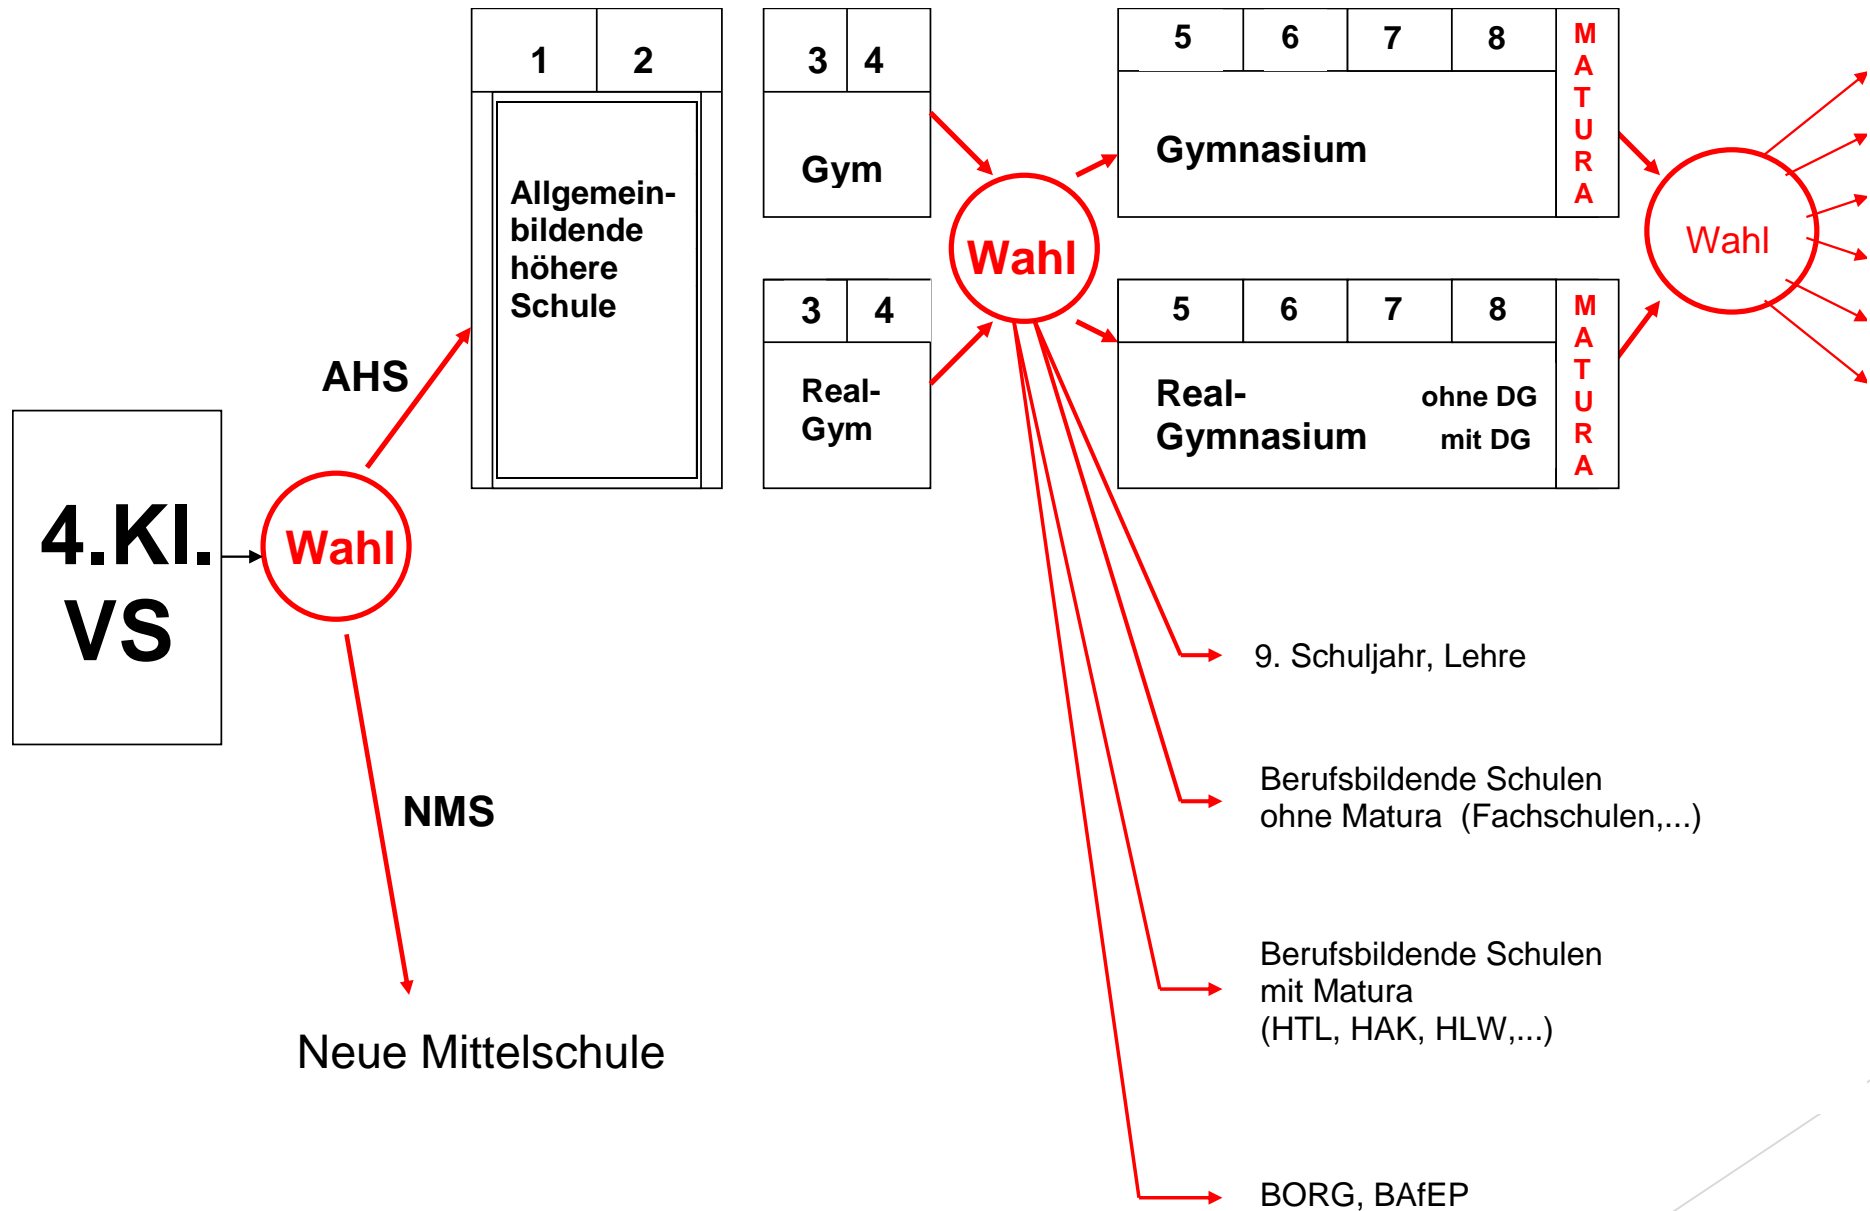 4.Kl.
VS
Wahl
AHS
NMS
Neue Mittelschule
1 2
Allgemein-
bildende
höhere
Schule
3 4
Gym
3 4
Real-
Gym
Wahl
5 6 7 8
Gymnasium
M
A
T
U
R
A
5 6 7 8
Real-
Gymnasium
ohne DG
mit DG
M
A
T
U
R
A
Wahl
9. Schuljahr, Lehre
Berufsbildende Schulen
ohne Matura (Fachschulen,...)
Berufsbildende Schulen
mit Matura
(HTL, HAK, HLW,...)
BORG, BAfEP